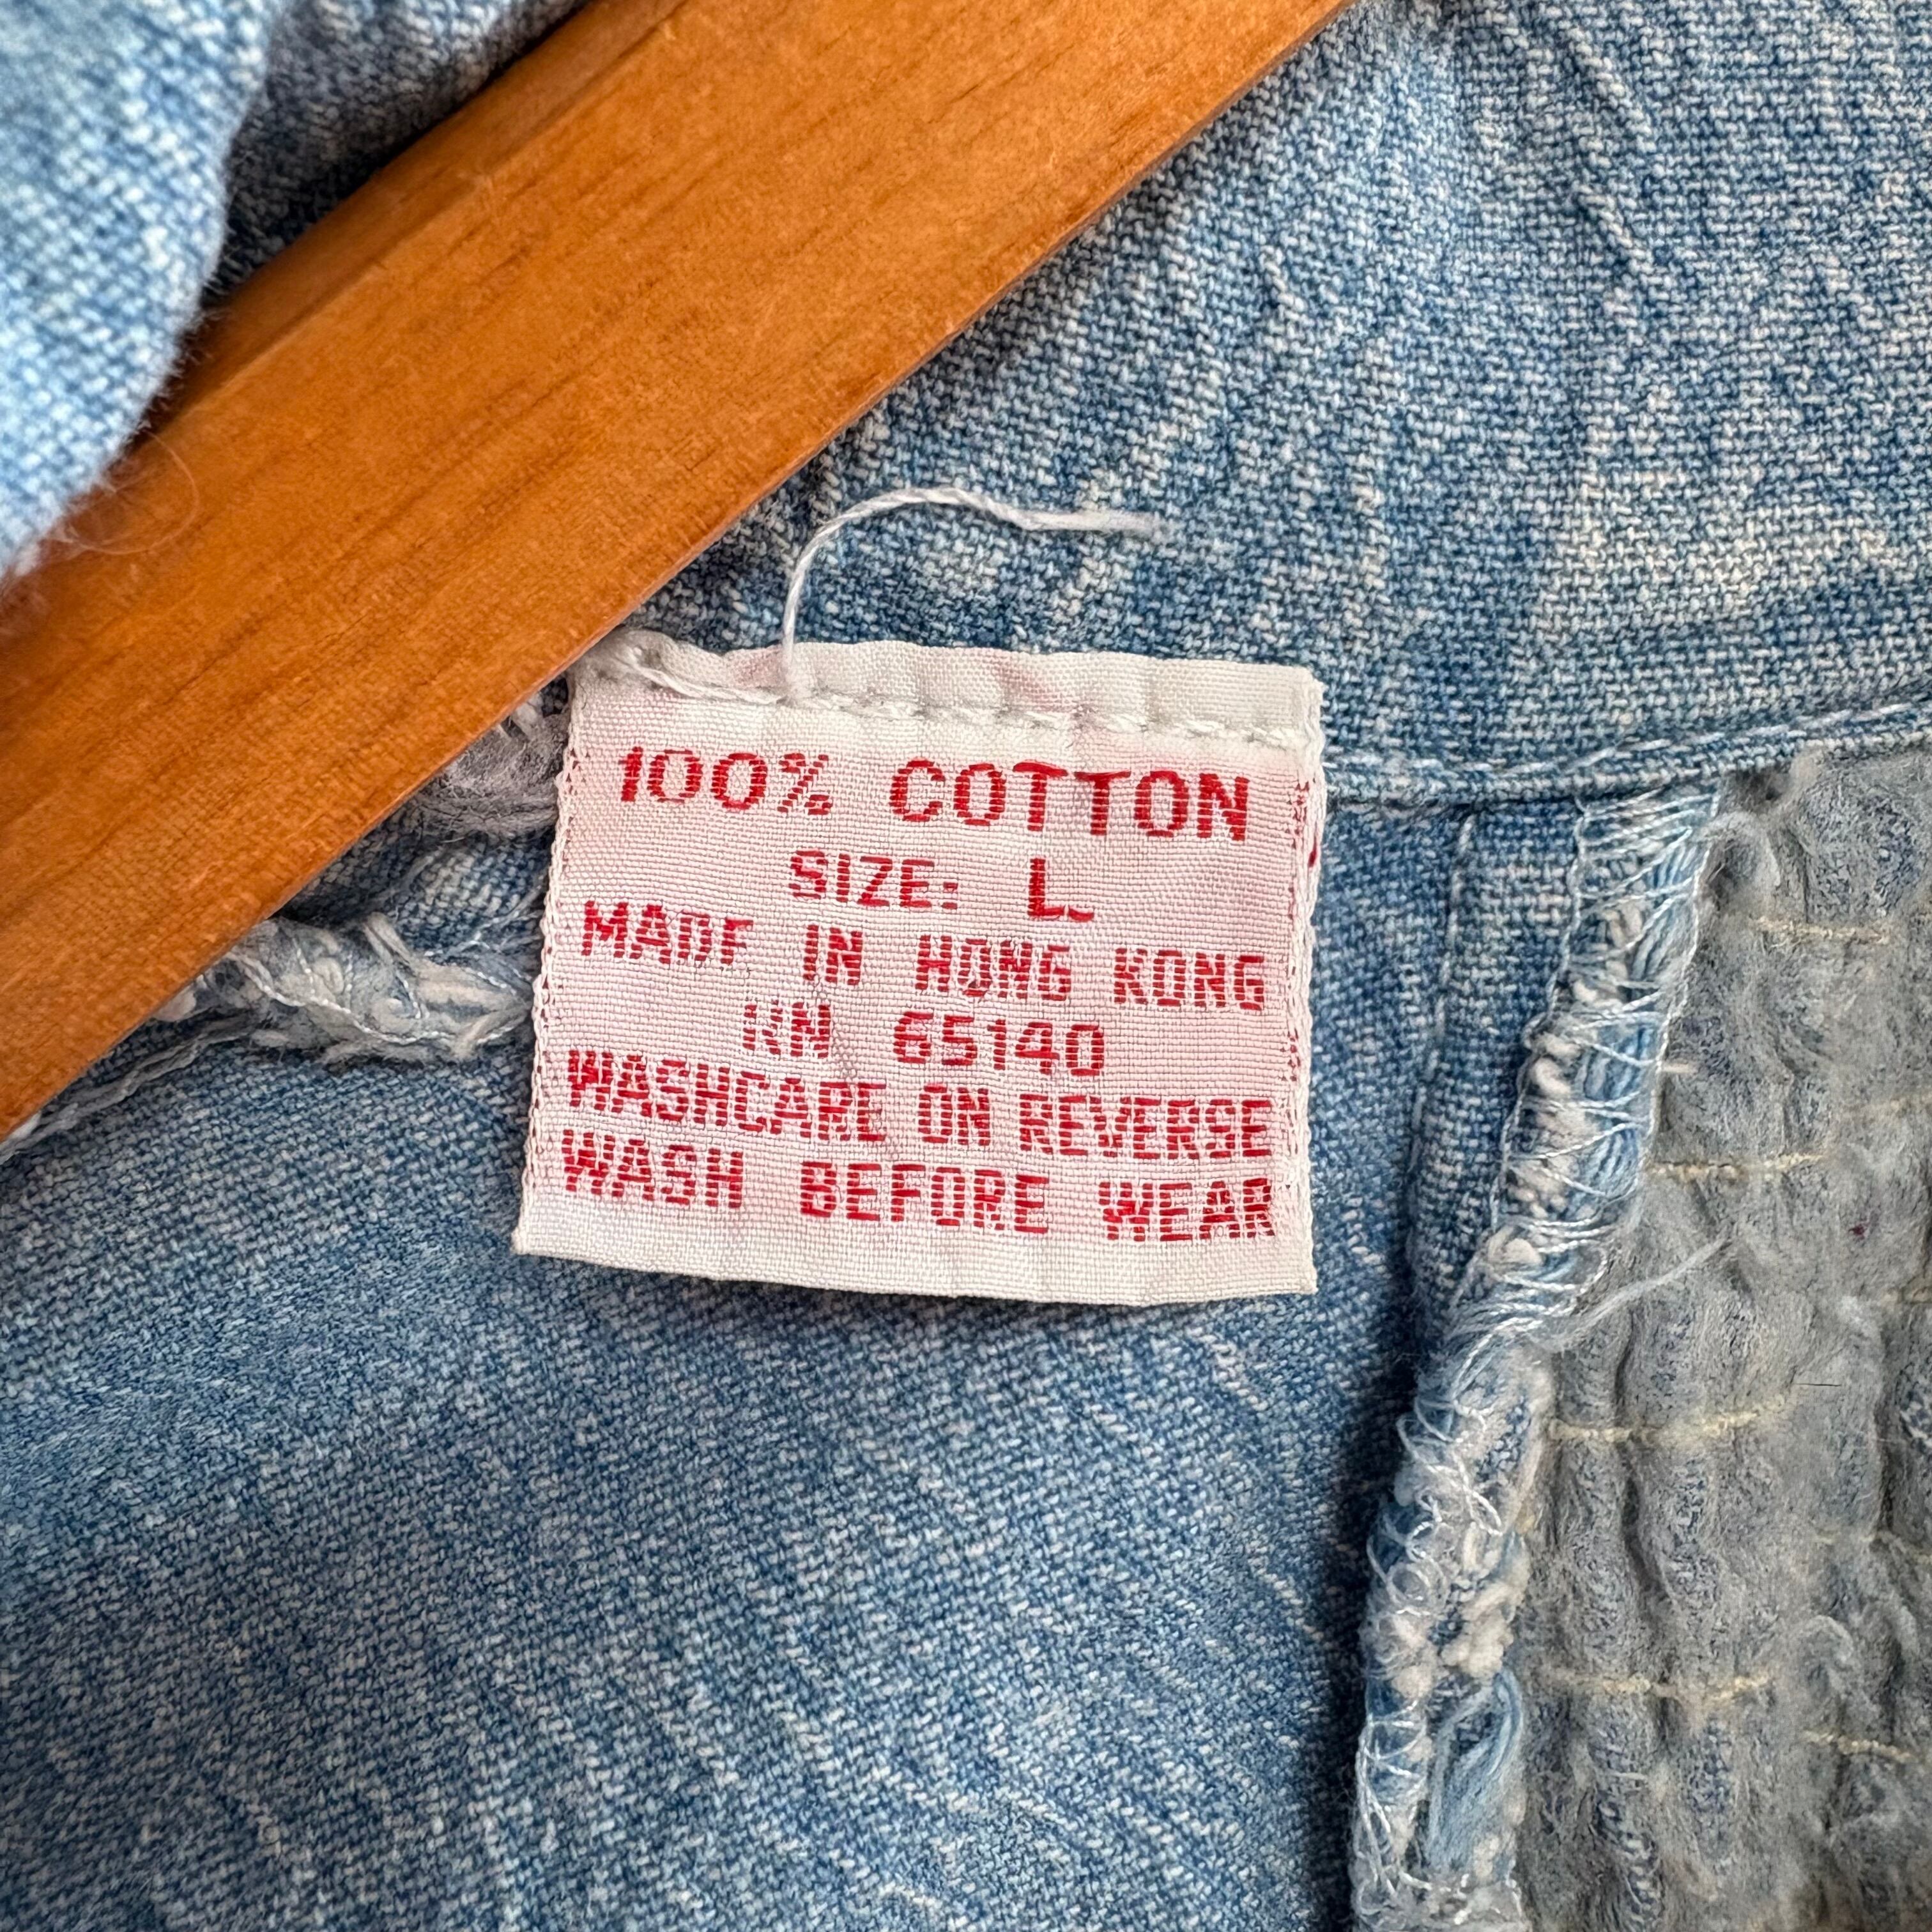 100% COTTON
SIZE: L
MADE IN HONG KONG
RN 65140
WASHCARE ON REVERSE
WASH BEFORE WEAR